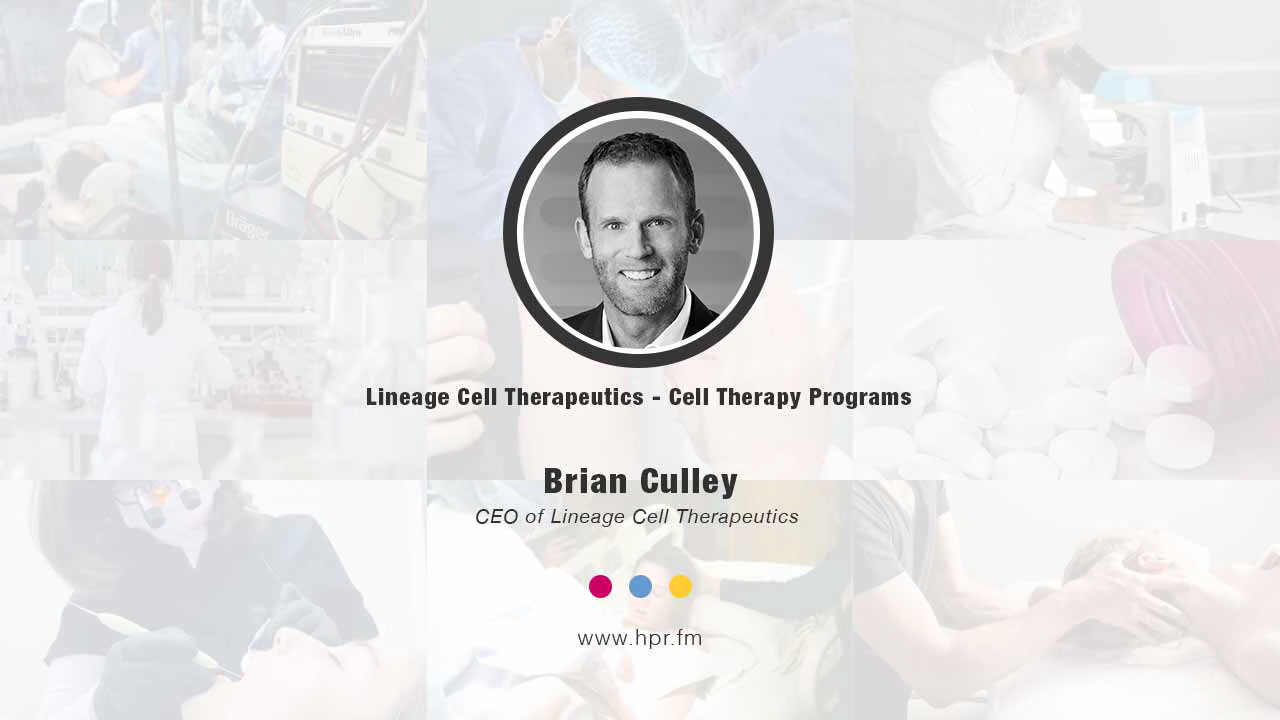 Lineage Cell Therapeutics - Cell Therapy Programs
Brian Culley
CEO of Lineage Cell Therapeutics
www.hpr.fm